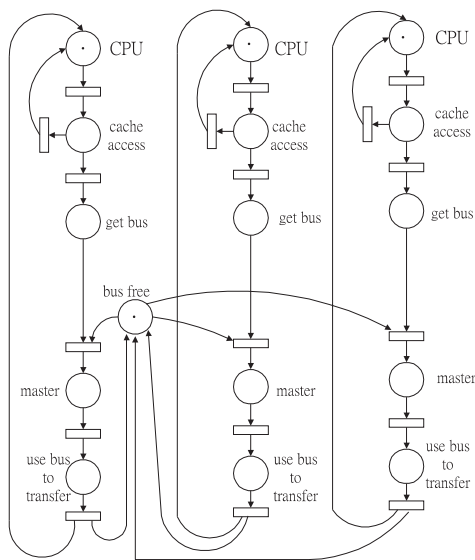 CPU
cache
access
get bus
master
use bus
to
transfer
bus free
CPU
cache
access
get bus
master
use bus
to
transfer
CPU
cache
access
get bus
master
use bus
to
transfer